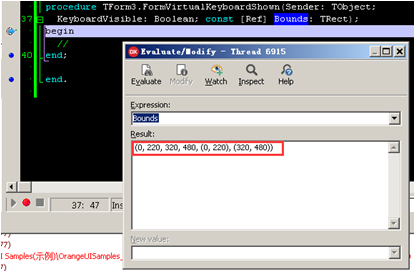 procedure TForm3.FormVirtualKeyboardShown(Sender: TObject;
37 KeyboardVisible: Boolean; const [Ref] Bounds: TRect);
begin
//
40 end;
end.
Evaluate/Modify - Thread 6915
Evaluate Modify Watch Inspect Help
Expression:
Bounds
Result:
(0, 220, 320, 480, (0, 220), (320, 480))
New value:
37: 47 Ins
77)
Samples(示例)\OrangeUISamples_
77)